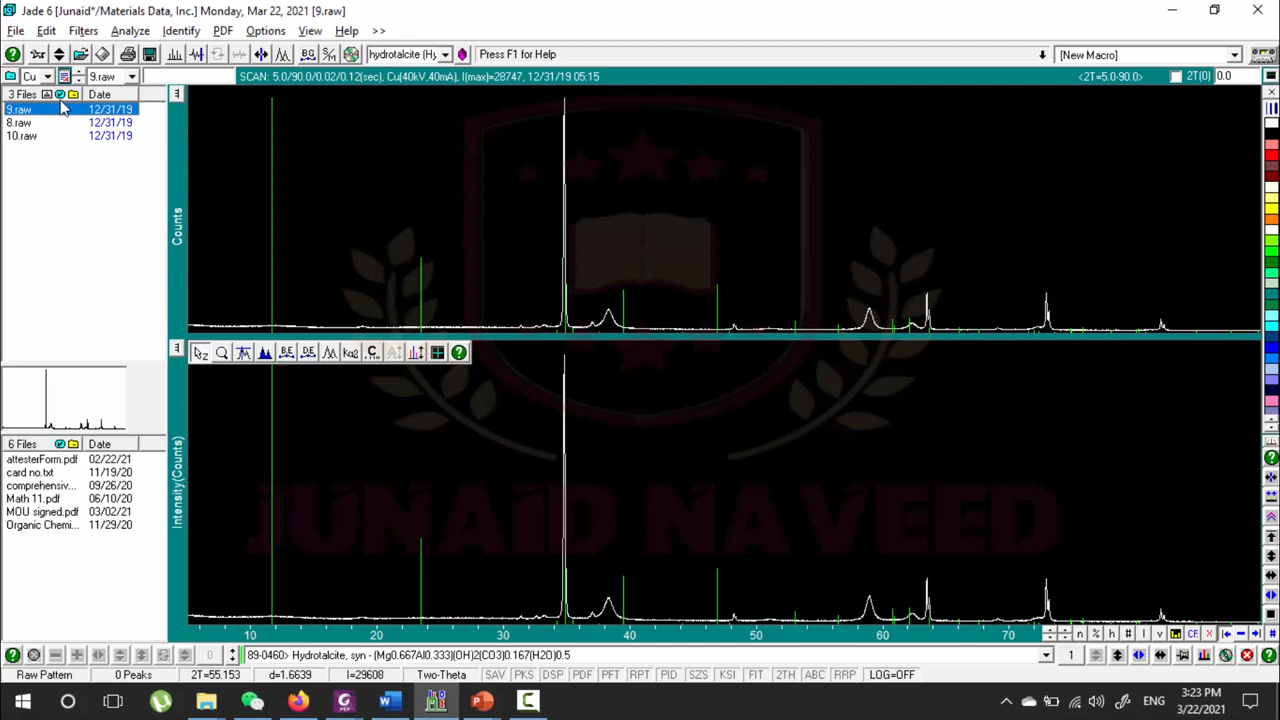 Jade 6 [Junaid*/Materials Data, Inc.] Monday, Mar 22, 2021 [9.raw]
File Edit Filters Analyze Identify PDF Options View Help >>
BG S/M hydrotalcite (Hy Press F1 for Help [New Macro]
Cu 9.raw SCAN: 5.0/90.0/0.02/0.12(sec), Cu(40kV,40mA), I(max)=28747, 12/31/19 05:15 <2T=5.0-90.0> 2T(0) 0.0
3 Files Date
9.raw 12/31/19
8.raw 12/31/19
10.raw 12/31/19
Counts
B.E D.E kα2 C
6 Files Date
attesterForm.pdf 02/22/21
card no.txt 11/19/20
comprehensiv... 09/26/20
Math 11.pdf 06/10/20
MOU signed.pdf 03/02/21
Organic Chemi... 11/29/20
Intensity(Counts)
JUNAID NAVEED
10 20 30 40 50 60 70 n % h # l v CF. X #
0 89-0460> Hydrotalcite, syn - (Mg0.667Al0.333)(OH)2(CO3)0.167(H2O)0.5 1
Raw Pattern 0 Peaks 2T=55.153 d=1.6639 I=29608 Two-Theta SAV PKS DSP PDF PFT RPT PID SZS KSI FIT 2TH ABC RRP LOG=OFF
ENG 3:23 PM
3/22/2021